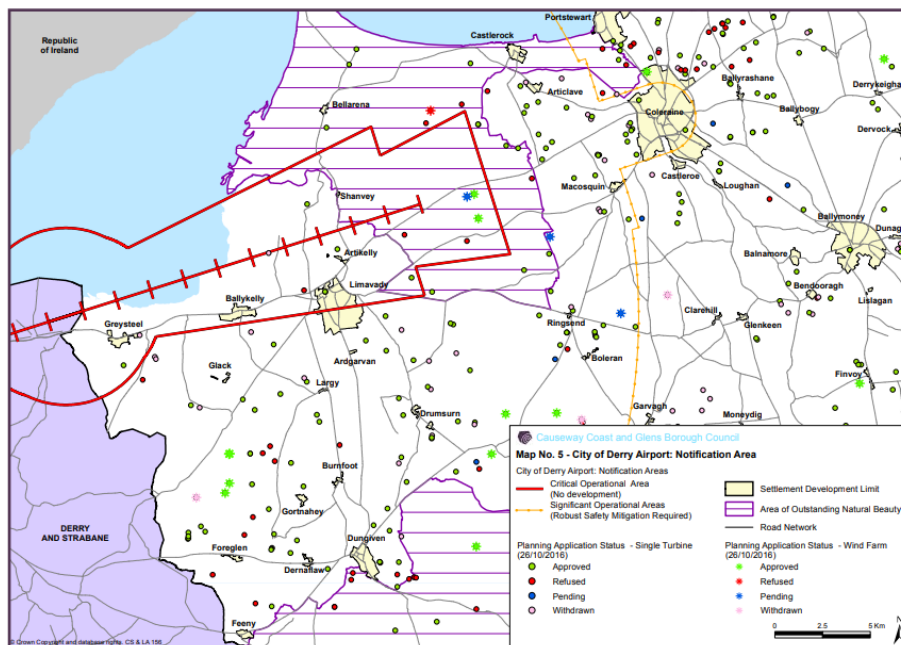 Republic
of Ireland
Portstewart
Castlerock
Articlave
Ballyrashane
Derrykeigha
Bellarena
Coleraine
Ballybogy
Dervock
Castleroe
Macosquin
Loughan
Shanvey
Ballymoney
Dunag
Artikelly
Balnamore
Limavady
Bendooragh
Ballykelly
Lislagan
Greysteel
Ringsend
Clarehill
Glenkeen
Ardgarvan
Boleran
Glack
Largy
Finvoy
Drumsurn
Garvagh
Moneydig
Burnfoot
Gortnahey
DERRY
AND STRABANE
Foreglen
Dernaflaw
Dungiven
Feeny
© Crown Copyright and database rights. CS & LA 156
Causeway Coast and Glens Borough Council
Map No. 5 - City of Derry Airport: Notification Area
City of Derry Airport: Notification Areas
Critical Operational Area
(No development)
Significant Operational Areas
(Robust Safety Mitigation Required)
Settlement Development Limit
Area of Outstanding Natural Beauty
Road Network
Planning Application Status - Single Turbine
(26/10/2016)
Approved
Refused
Pending
Withdrawn
Planning Application Status - Wind Farm
(26/10/2016)
Approved
Refused
Pending
Withdrawn
0 2.5 5 Km
N